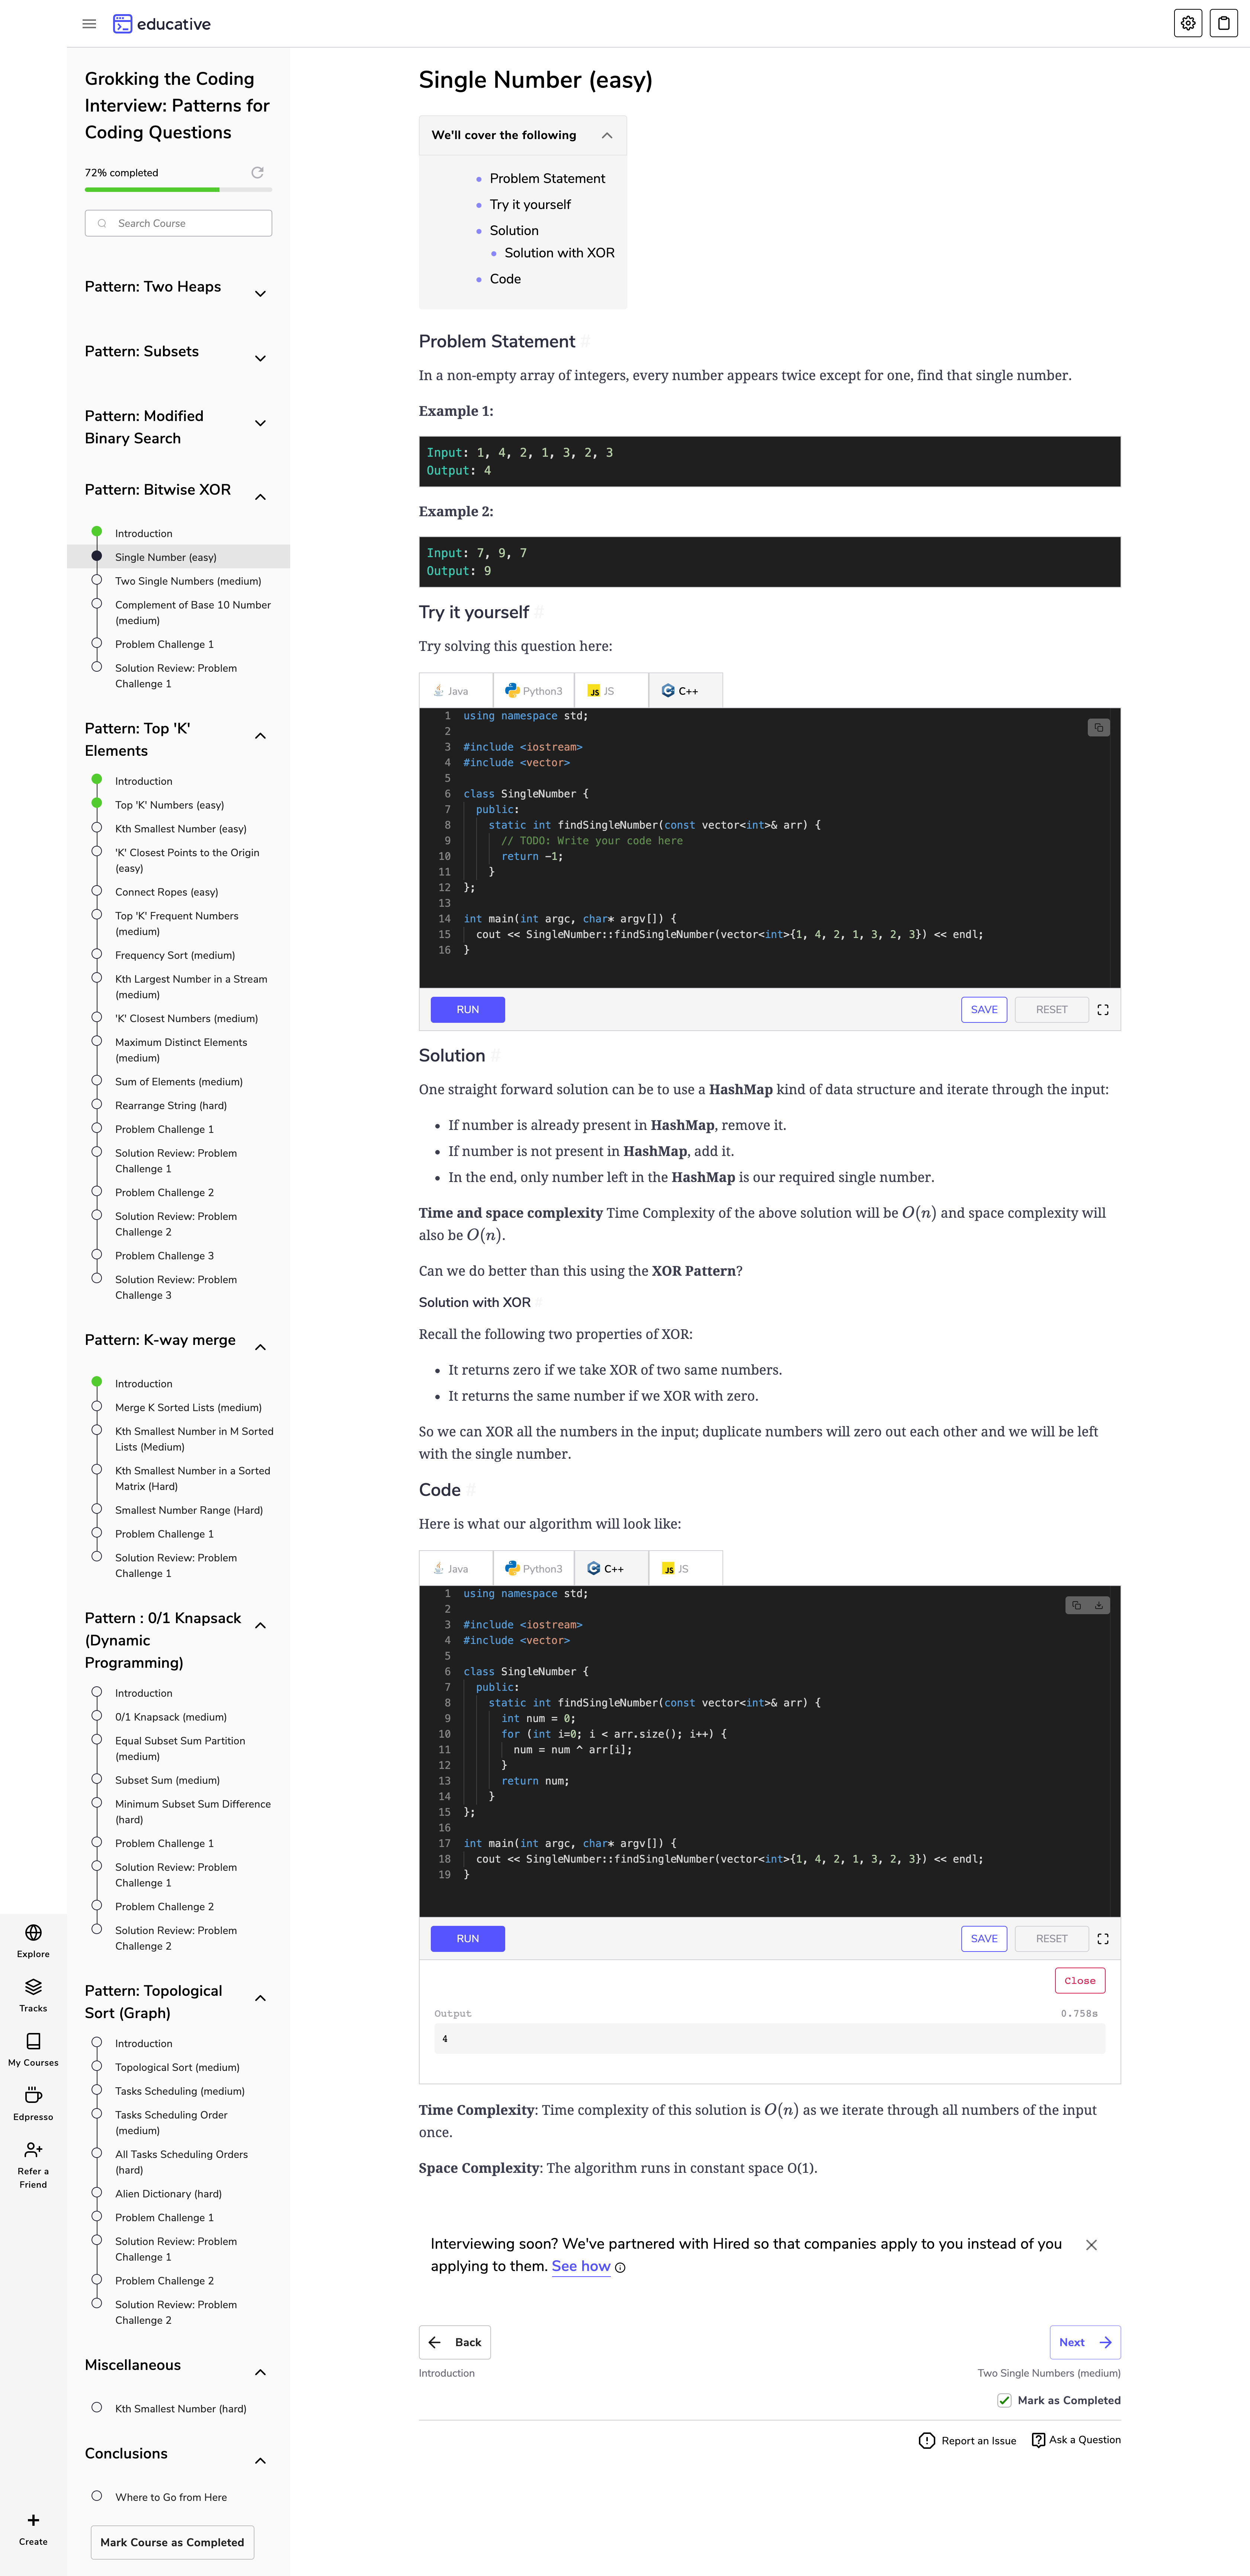 educative
Grokking the Coding
Interview: Patterns for
Coding Questions
72% completed
Search Course
Pattern: Two Heaps
Pattern: Subsets
Pattern: Modified
Binary Search
Pattern: Bitwise XOR
Introduction
Single Number (easy)
Two Single Numbers (medium)
Complement of Base 10 Number
(medium)
Problem Challenge 1
Solution Review: Problem
Challenge 1
Pattern: Top 'K'
Elements
Introduction
Top 'K' Numbers (easy)
Kth Smallest Number (easy)
'K' Closest Points to the Origin
(easy)
Connect Ropes (easy)
Top 'K' Frequent Numbers
(medium)
Frequency Sort (medium)
Kth Largest Number in a Stream
(medium)
'K' Closest Numbers (medium)
Maximum Distinct Elements
(medium)
Sum of Elements (medium)
Rearrange String (hard)
Problem Challenge 1
Solution Review: Problem
Challenge 1
Problem Challenge 2
Solution Review: Problem
Challenge 2
Problem Challenge 3
Solution Review: Problem
Challenge 3
Pattern: K-way merge
Introduction
Merge K Sorted Lists (medium)
Kth Smallest Number in M Sorted
Lists (Medium)
Kth Smallest Number in a Sorted
Matrix (Hard)
Smallest Number Range (Hard)
Problem Challenge 1
Solution Review: Problem
Challenge 1
Pattern : 0/1 Knapsack
(Dynamic
Programming)
Introduction
0/1 Knapsack (medium)
Equal Subset Sum Partition
(medium)
Subset Sum (medium)
Minimum Subset Sum Difference
(hard)
Problem Challenge 1
Solution Review: Problem
Challenge 1
Problem Challenge 2
Solution Review: Problem
Challenge 2
Pattern: Topological
Sort (Graph)
Introduction
Topological Sort (medium)
Tasks Scheduling (medium)
Tasks Scheduling Order
(medium)
All Tasks Scheduling Orders
(hard)
Alien Dictionary (hard)
Problem Challenge 1
Solution Review: Problem
Challenge 1
Problem Challenge 2
Solution Review: Problem
Challenge 2
Miscellaneous
Kth Smallest Number (hard)
Conclusions
Where to Go from Here
Mark Course as Completed
Explore
Tracks
My Courses
Edpresso
Refer a
Friend
Create
Single Number (easy)
We'll cover the following
Problem Statement
Try it yourself
Solution
Solution with XOR
Code
Problem Statement #
In a non-empty array of integers, every number appears twice except for one, find that single number.
Example 1:
Input: 1, 4, 2, 1, 3, 2, 3
Output: 4
Example 2:
Input: 7, 9, 7
Output: 9
Try it yourself #
Try solving this question here:
Java Python3 JS JS C++
1 using namespace std;
2
3 #include <iostream>
4 #include <vector>
5
6 class SingleNumber {
7 public:
8 static int findSingleNumber(const vector<int>& arr) {
9 // TODO: Write your code here
10 return -1;
11 }
12 };
13
14 int main(int argc, char* argv[]) {
15 cout << SingleNumber::findSingleNumber(vector<int>{1, 4, 2, 1, 3, 2, 3}) << endl;
16 }
RUN SAVE RESET
Solution #
One straight forward solution can be to use a HashMap kind of data structure and iterate through the input:
• If number is already present in HashMap, remove it.
• If number is not present in HashMap, add it.
• In the end, only number left in the HashMap is our required single number.
Time and space complexity Time Complexity of the above solution will be O(n) and space complexity will
also be O(n).
Can we do better than this using the XOR Pattern?
Solution with XOR #
Recall the following two properties of XOR:
• It returns zero if we take XOR of two same numbers.
• It returns the same number if we XOR with zero.
So we can XOR all the numbers in the input; duplicate numbers will zero out each other and we will be left
with the single number.
Code #
Here is what our algorithm will look like:
Java Python3 C++ JS JS
1 using namespace std;
2
3 #include <iostream>
4 #include <vector>
5
6 class SingleNumber {
7 public:
8 static int findSingleNumber(const vector<int>& arr) {
9 int num = 0;
10 for (int i=0; i < arr.size(); i++) {
11 num = num ^ arr[i];
12 }
13 return num;
14 }
15 };
16
17 int main(int argc, char* argv[]) {
18 cout << SingleNumber::findSingleNumber(vector<int>{1, 4, 2, 1, 3, 2, 3}) << endl;
19 }
RUN SAVE RESET
Close
Output 0.758s
4
Time Complexity: Time complexity of this solution is O(n) as we iterate through all numbers of the input
once.
Space Complexity: The algorithm runs in constant space O(1).
Interviewing soon? We've partnered with Hired so that companies apply to you instead of you
applying to them. See how
Back Next
Introduction Two Single Numbers (medium)
Mark as Completed
Report an Issue Ask a Question